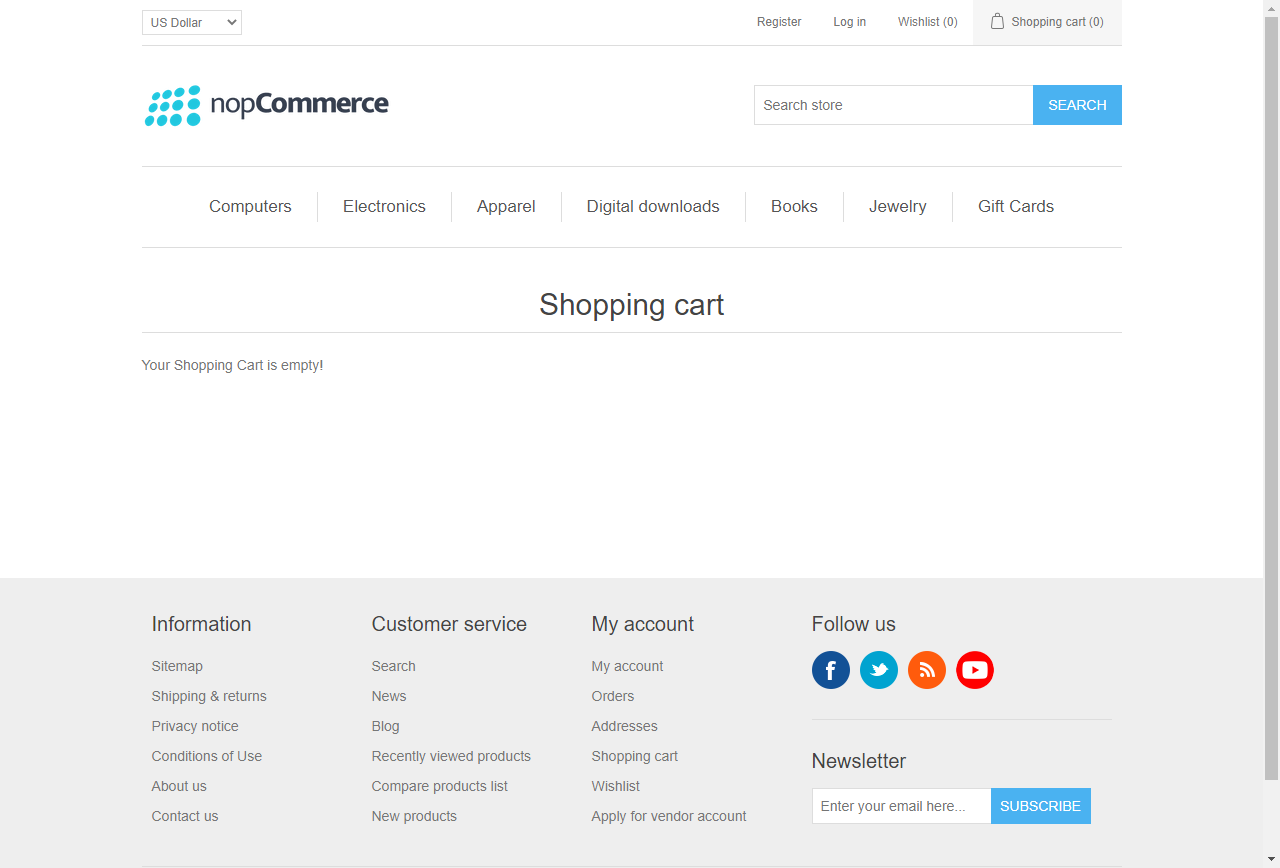 US Dollar
Register
Log in
Wishlist (0)
Shopping cart (0)
nopCommerce
Search store
SEARCH
Computers
Electronics
Apparel
Digital downloads
Books
Jewelry
Gift Cards
Shopping cart
Your Shopping Cart is empty!
Information
Sitemap
Shipping & returns
Privacy notice
Conditions of Use
About us
Contact us
Customer service
Search
News
Blog
Recently viewed products
Compare products list
New products
My account
My account
Orders
Addresses
Shopping cart
Wishlist
Apply for vendor account
Follow us
Newsletter
Enter your email here...
SUBSCRIBE